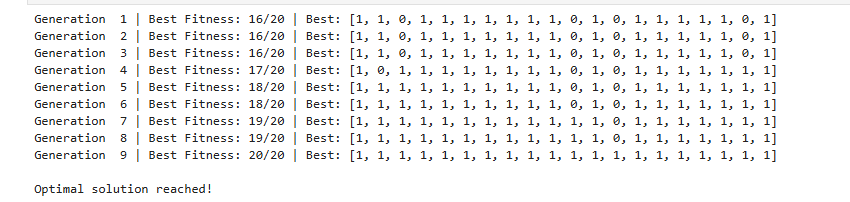 Generation  1 | Best Fitness: 16/20 | Best: [1, 1, 0, 1, 1, 1, 1, 1, 1, 1, 0, 1, 0, 1, 1, 1, 1, 1, 0, 1]
Generation  2 | Best Fitness: 16/20 | Best: [1, 1, 0, 1, 1, 1, 1, 1, 1, 1, 0, 1, 0, 1, 1, 1, 1, 1, 0, 1]
Generation  3 | Best Fitness: 16/20 | Best: [1, 1, 0, 1, 1, 1, 1, 1, 1, 1, 0, 1, 0, 1, 1, 1, 1, 1, 0, 1]
Generation  4 | Best Fitness: 17/20 | Best: [1, 0, 1, 1, 1, 1, 1, 1, 1, 1, 0, 1, 0, 1, 1, 1, 1, 1, 1, 1]
Generation  5 | Best Fitness: 18/20 | Best: [1, 1, 1, 1, 1, 1, 1, 1, 1, 1, 0, 1, 0, 1, 1, 1, 1, 1, 1, 1]
Generation  6 | Best Fitness: 18/20 | Best: [1, 1, 1, 1, 1, 1, 1, 1, 1, 1, 0, 1, 0, 1, 1, 1, 1, 1, 1, 1]
Generation  7 | Best Fitness: 19/20 | Best: [1, 1, 1, 1, 1, 1, 1, 1, 1, 1, 1, 1, 0, 1, 1, 1, 1, 1, 1, 1]
Generation  8 | Best Fitness: 19/20 | Best: [1, 1, 1, 1, 1, 1, 1, 1, 1, 1, 1, 1, 0, 1, 1, 1, 1, 1, 1, 1]
Generation  9 | Best Fitness: 20/20 | Best: [1, 1, 1, 1, 1, 1, 1, 1, 1, 1, 1, 1, 1, 1, 1, 1, 1, 1, 1, 1]
Optimal solution reached!